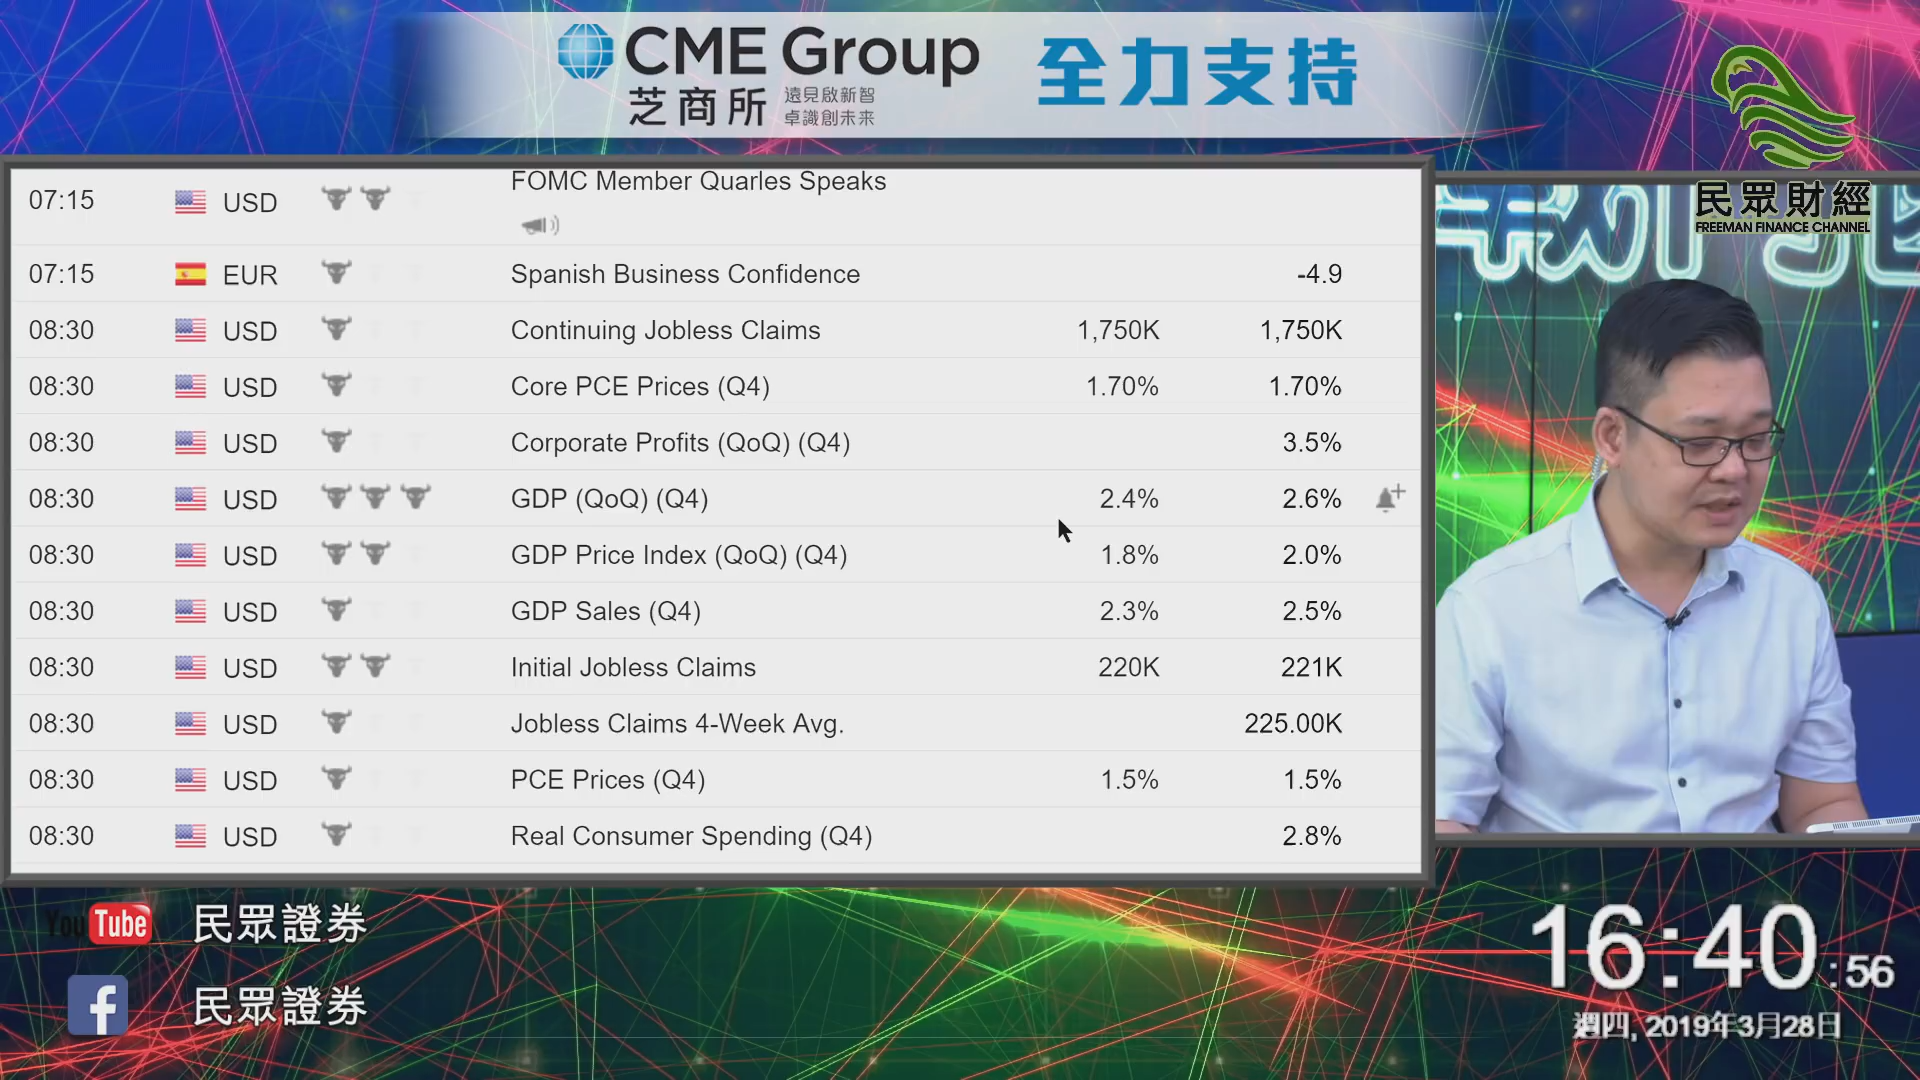 CME Group
芝商所
遠見啟新智
卓識創未来
全力支持
民眾財經
FREEMAN FINANCE CHANNEL
07:15 USD FOMC Member Quarles Speaks
07:15 EUR Spanish Business Confidence -4.9
08:30 USD Continuing Jobless Claims 1,750K 1,750K
08:30 USD Core PCE Prices (Q4) 1.70% 1.70%
08:30 USD Corporate Profits (QoQ) (Q4) 3.5%
08:30 USD GDP (QoQ) (Q4) 2.4% 2.6%
08:30 USD GDP Price Index (QoQ) (Q4) 1.8% 2.0%
08:30 USD GDP Sales (Q4) 2.3% 2.5%
08:30 USD Initial Jobless Claims 220K 221K
08:30 USD Jobless Claims 4-Week Avg. 225.00K
08:30 USD PCE Prices (Q4) 1.5% 1.5%
08:30 USD Real Consumer Spending (Q4) 2.8%
YouTube 民眾證券
f 民眾證券
16:40:56
週四, 2019年3月28日